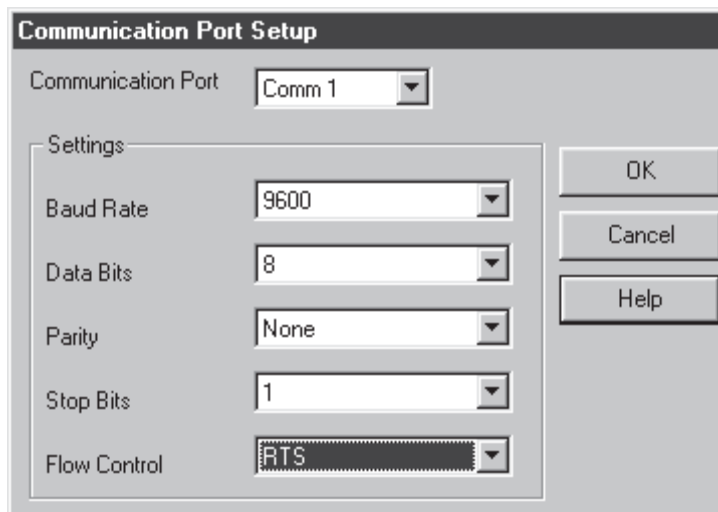 Communication Port Setup
Communication Port Comm 1
Settings
Baud Rate 9600
Data Bits 8
Parity None
Stop Bits 1
Flow Control RTS
OK
Cancel
Help